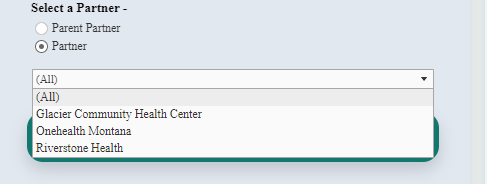 Select a Partner -
Parent Partner
Partner
(All)
(All)
Glacier Community Health Center
Onehealth Montana
Riverstone Health